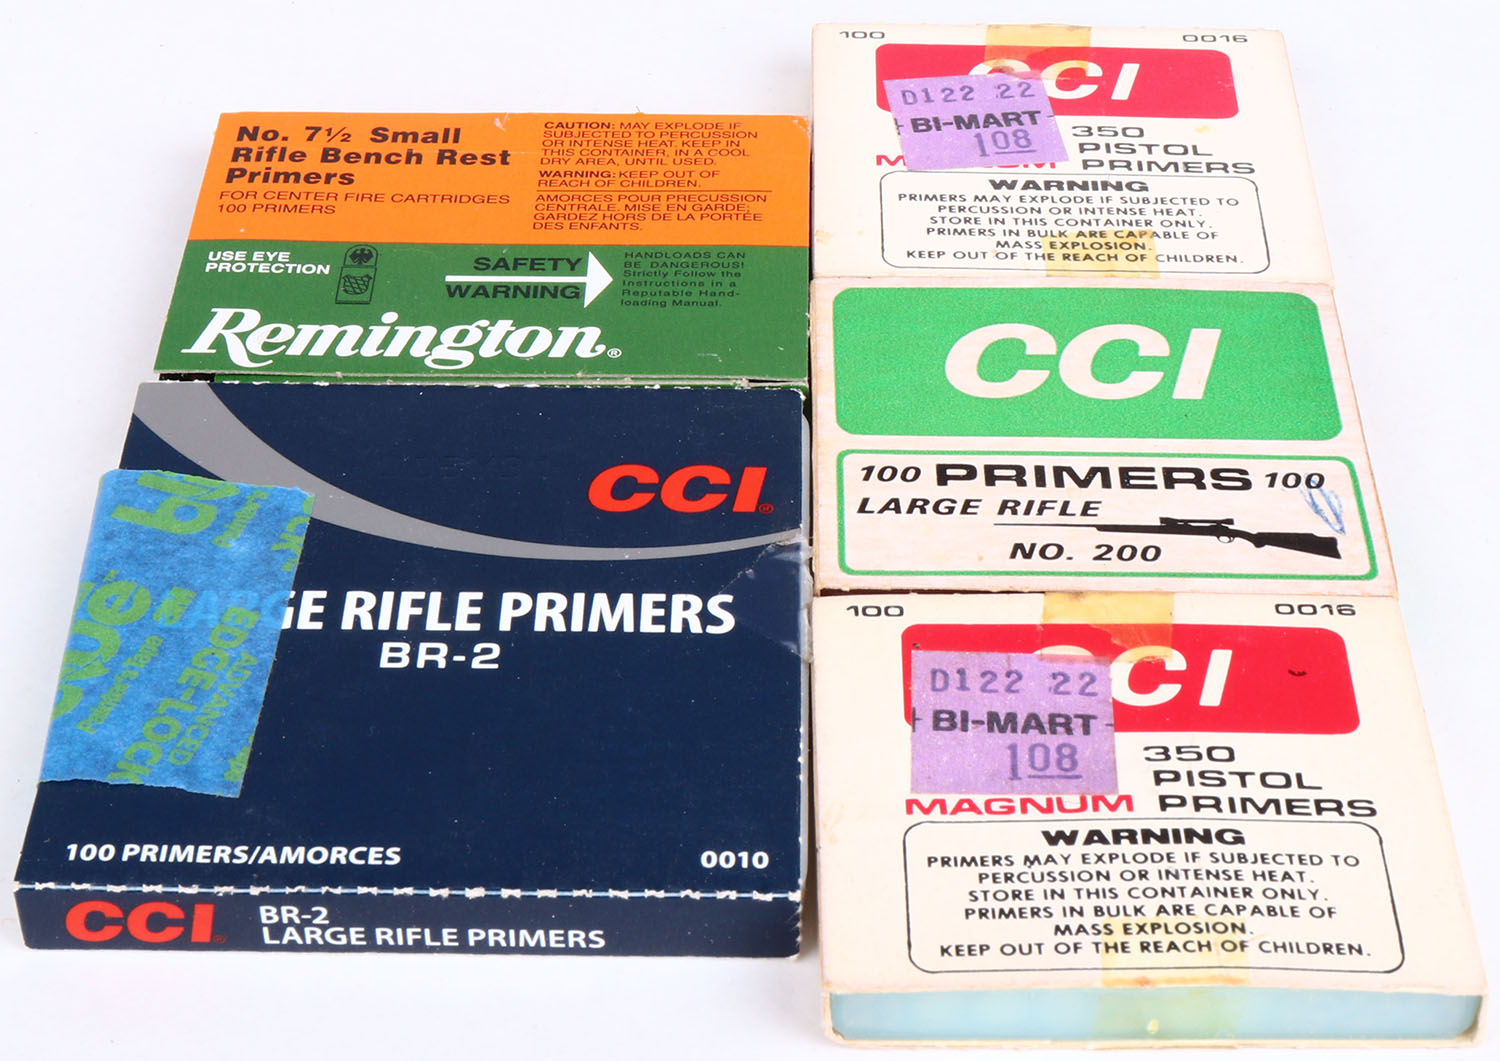 No. 7½ Small
Rifle Bench Rest
Primers
FOR CENTER FIRE CARTRIDGES
100 PRIMERS
CAUTION: MAY EXPLODE IF
SUBJECTED TO PERCUSSION
OR INTENSE HEAT. KEEP IN
THIS CONTAINER, IN A COOL
DRY AREA, UNTIL USED.
WARNING: KEEP OUT OF
REACH OF CHILDREN.
AMORCES POUR PRECUSSION
CENTRALE. MISE EN GARDE;
GARDEZ HORS DE LA PORTÉE
DES ENFANTS.
USE EYE
PROTECTION
SAFETY
WARNING
HANDLOADS CAN
BE DANGEROUS!
Strictly Follow the
Instructions in a
Reputable Hand-
loading Manual.
Remington®
CCI®
LARGE RIFLE PRIMERS
BR-2
blue
Painter's Tape
ADVANCED
EDGE-LOCK
100 PRIMERS/AMORCES 0010
CCI®
BR-2
LARGE RIFLE PRIMERS
100 0016
CCI
D122 22
BI-MART
108
350
PISTOL
MAGNUM PRIMERS
WARNING
PRIMERS MAY EXPLODE IF SUBJECTED TO
PERCUSSION OR INTENSE HEAT.
STORE IN THIS CONTAINER ONLY.
PRIMERS IN BULK ARE CAPABLE OF
MASS EXPLOSION.
KEEP OUT OF THE REACH OF CHILDREN.
CCI
100 PRIMERS 100
LARGE RIFLE
NO. 200
100 0016
CCI
D122 22
BI-MART
108
350
PISTOL
MAGNUM PRIMERS
WARNING
PRIMERS MAY EXPLODE IF SUBJECTED TO
PERCUSSION OR INTENSE HEAT.
STORE IN THIS CONTAINER ONLY.
PRIMERS IN BULK ARE CAPABLE OF
MASS EXPLOSION.
KEEP OUT OF THE REACH OF CHILDREN.